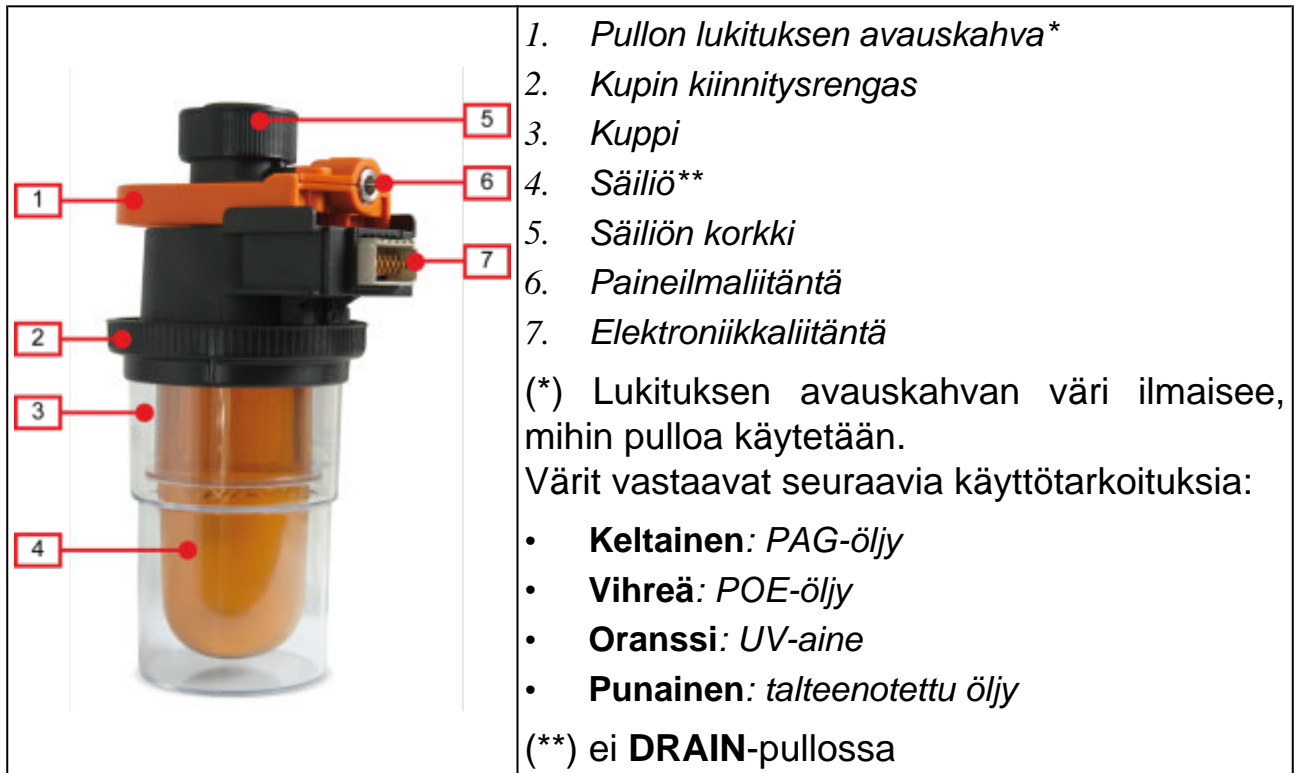 5
1
6
7
2
3
4
1. Pullon lukituksen avauskahva*
2. Kupin kiinnitysrengas
3. Kuppi
4. Säiliö**
5. Säiliön korkki
6. Paineilmaliitäntä
7. Elektroniikkaliitäntä
(*) Lukituksen avauskahvan väri ilmaisee,
mihin pulloa käytetään.
Värit vastaavat seuraavia käyttötarkoituksia:
• Keltainen: PAG-öljy
• Vihreä: POE-öljy
• Oranssi: UV-aine
• Punainen: talteenotettu öljy
(**) ei DRAIN-pullossa